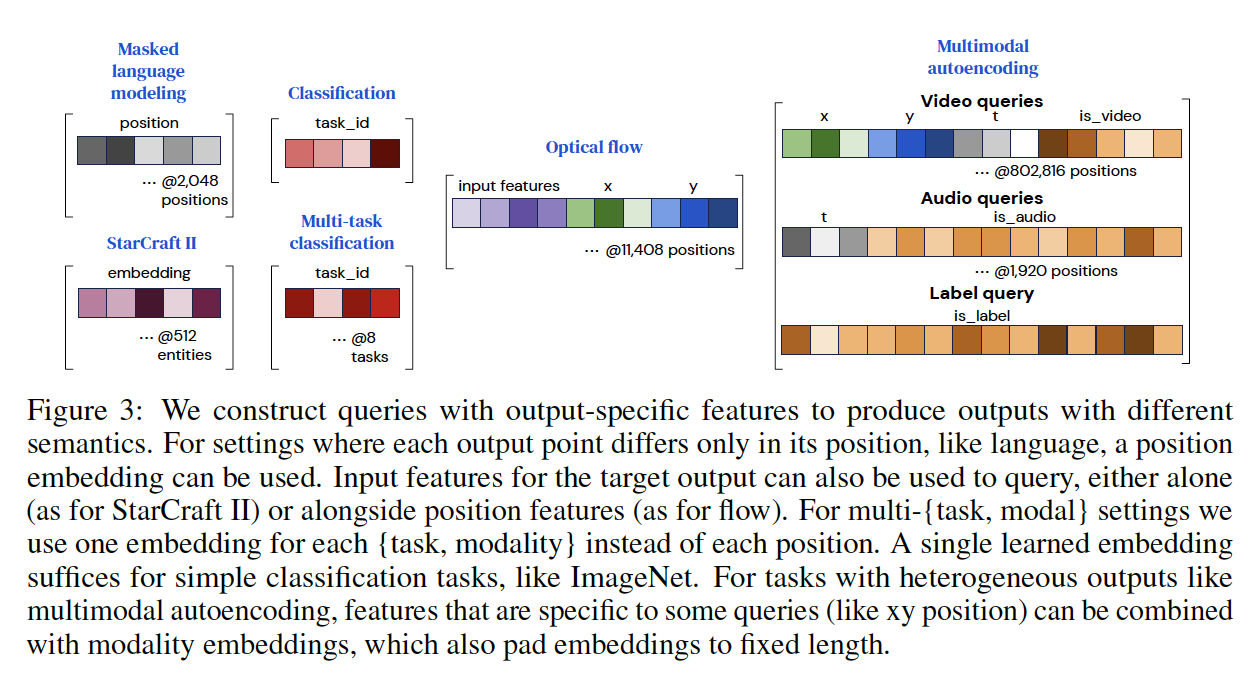 Masked
language
modeling
position
... @2,048
positions
StarCraft II
embedding
... @512
entities
Classification
task_id
Multi-task
classification
task_id
... @8
tasks
Optical flow
input features x y
... @11,408 positions
Multimodal
autoencoding
Video queries
x y t is_video
... @802,816 positions
Audio queries
t is_audio
... @1,920 positions
Label query
is_label
Figure 3: We construct queries with output-specific features to produce outputs with different
semantics. For settings where each output point differs only in its position, like language, a position
embedding can be used. Input features for the target output can also be used to query, either alone
(as for StarCraft II) or alongside position features (as for flow). For multi-{task, modal} settings we
use one embedding for each {task, modality} instead of each position. A single learned embedding
suffices for simple classification tasks, like ImageNet. For tasks with heterogeneous outputs like
multimodal autoencoding, features that are specific to some queries (like xy position) can be combined
with modality embeddings, which also pad embeddings to fixed length.